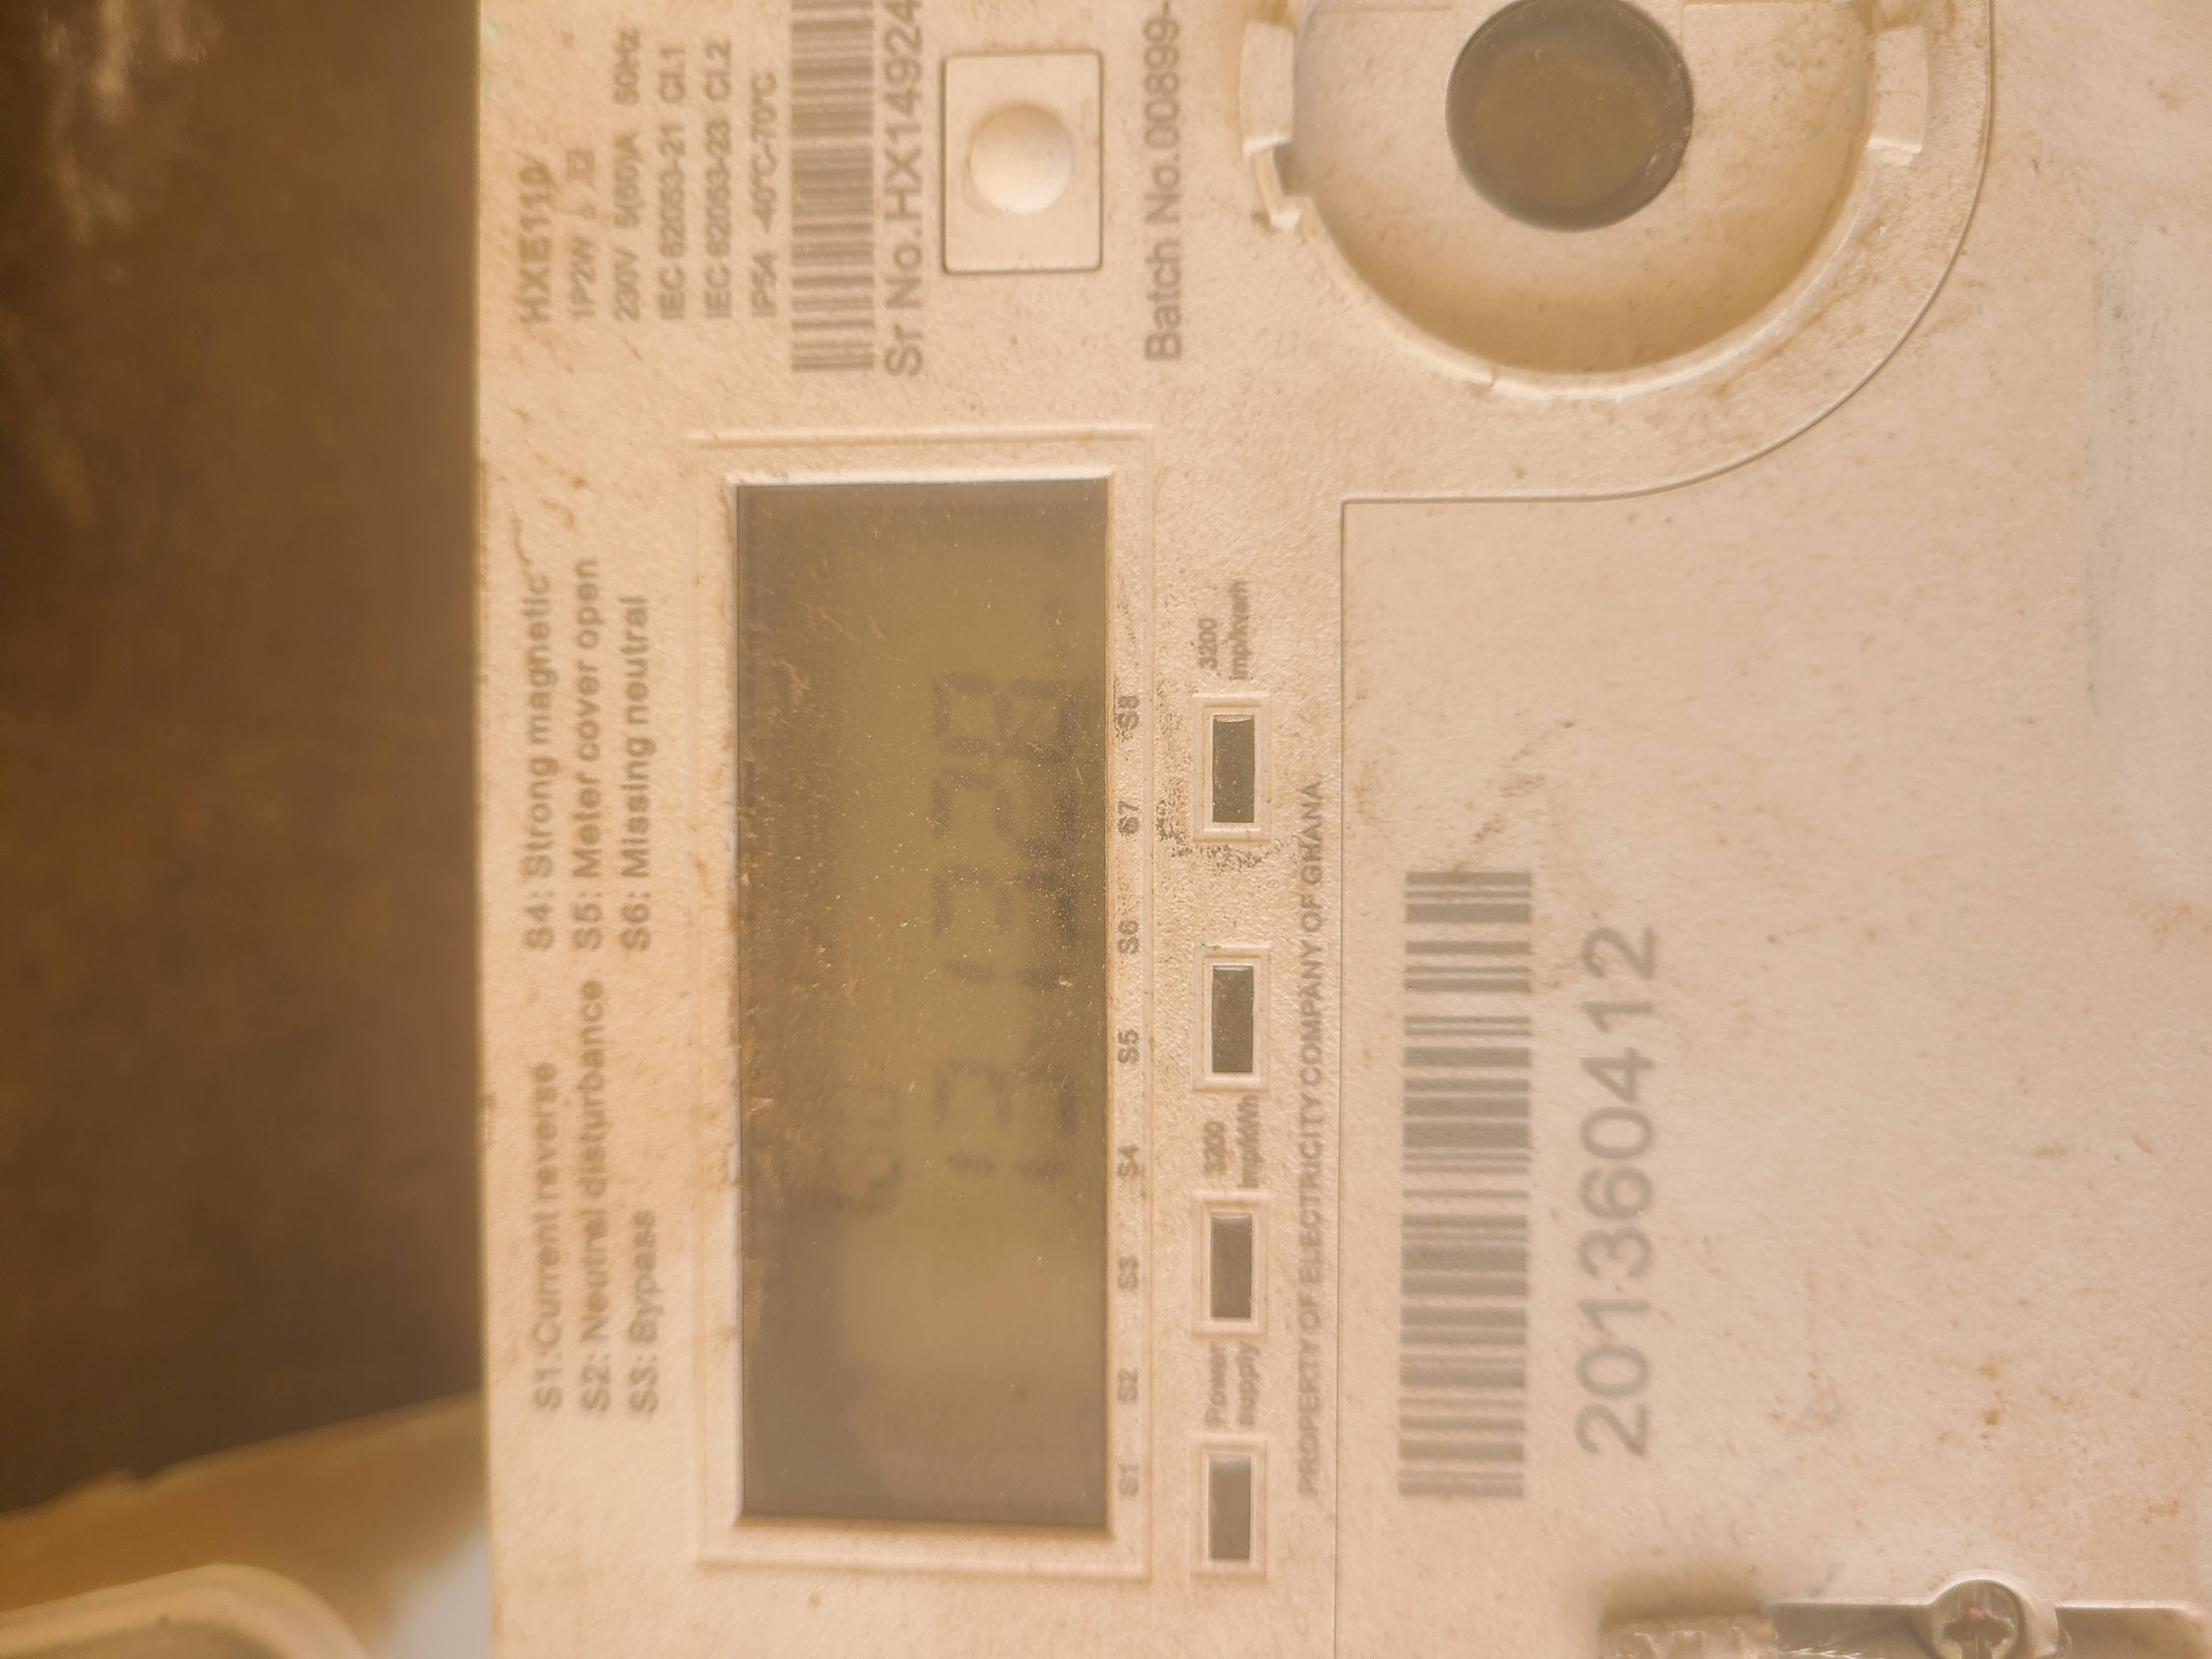 S1:Current reverse
S2: Neutral disturbance
S3: Bypass
S4: Strong magnetic
S5: Meter cover open
S6: Missing neutral
HXE110
1P2W
230V 5(60)A 50Hz
IEC 62053-21 Cl.1
IEC 62053-23 Cl.2
IP54 -40°C-70°C
Sr No.HX14924
Batch No.00899-
S1 S2 S3 S4 S5 S6 S7 S8
Power supply
3200 imp/kWh
3200 imp/kvarh
PROPERTY OF ELECTRICITY COMPANY OF GHANA
201360412